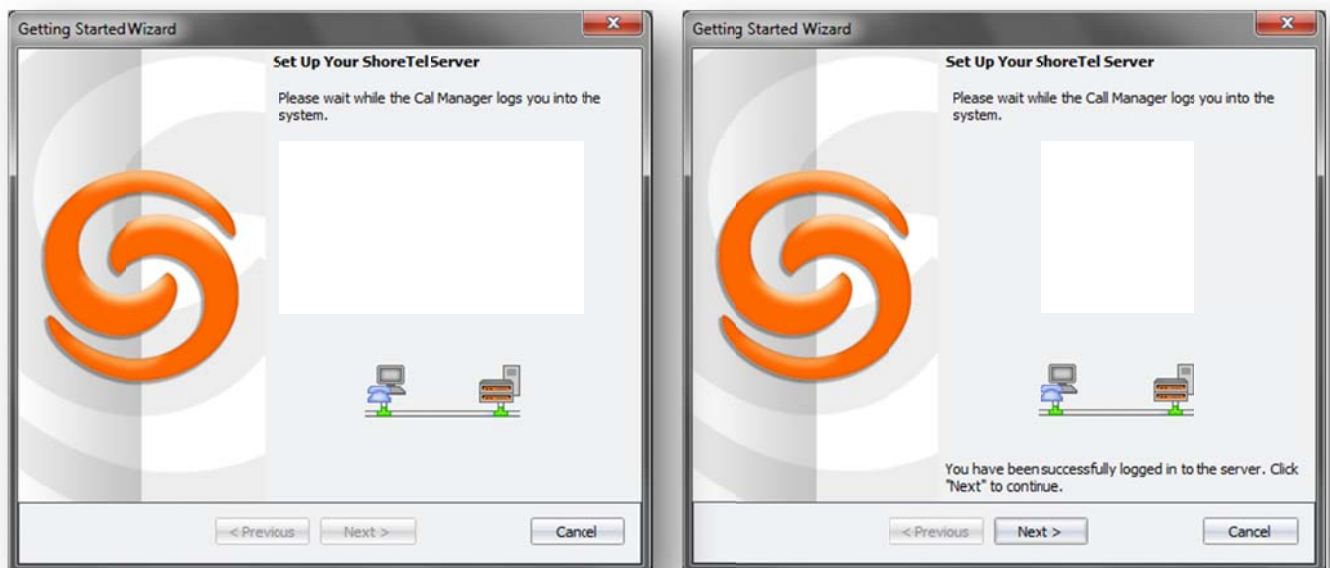 Getting Started Wizard
Set Up Your ShoreTel Server
Please wait while the Cal Manager logs you into the
system.
< Previous
Next >
Cancel
Getting Started Wizard
Set Up Your ShoreTel Server
Please wait while the Call Manager logs you into the
system.
You have been successfully logged in to the server. Click
"Next" to continue.
< Previous
Next >
Cancel